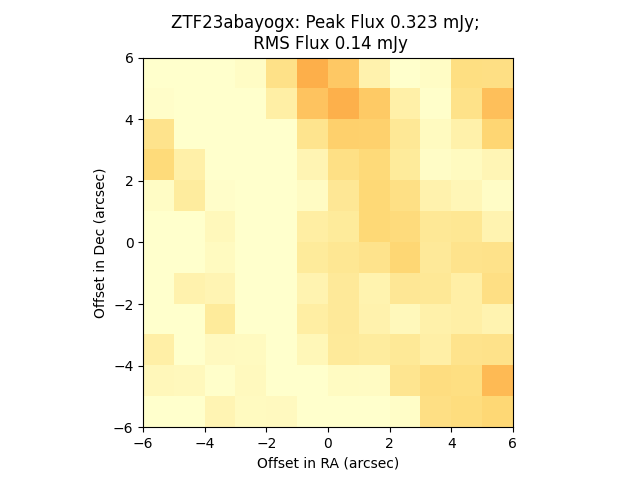 ZTF23abayogx: Peak Flux 0.323 mJy;
RMS Flux 0.14 mJy
6
4
2
0
−2
−4
−6
Offset in Dec (arcsec)
−6 −4 −2 0 2 4 6
Offset in RA (arcsec)